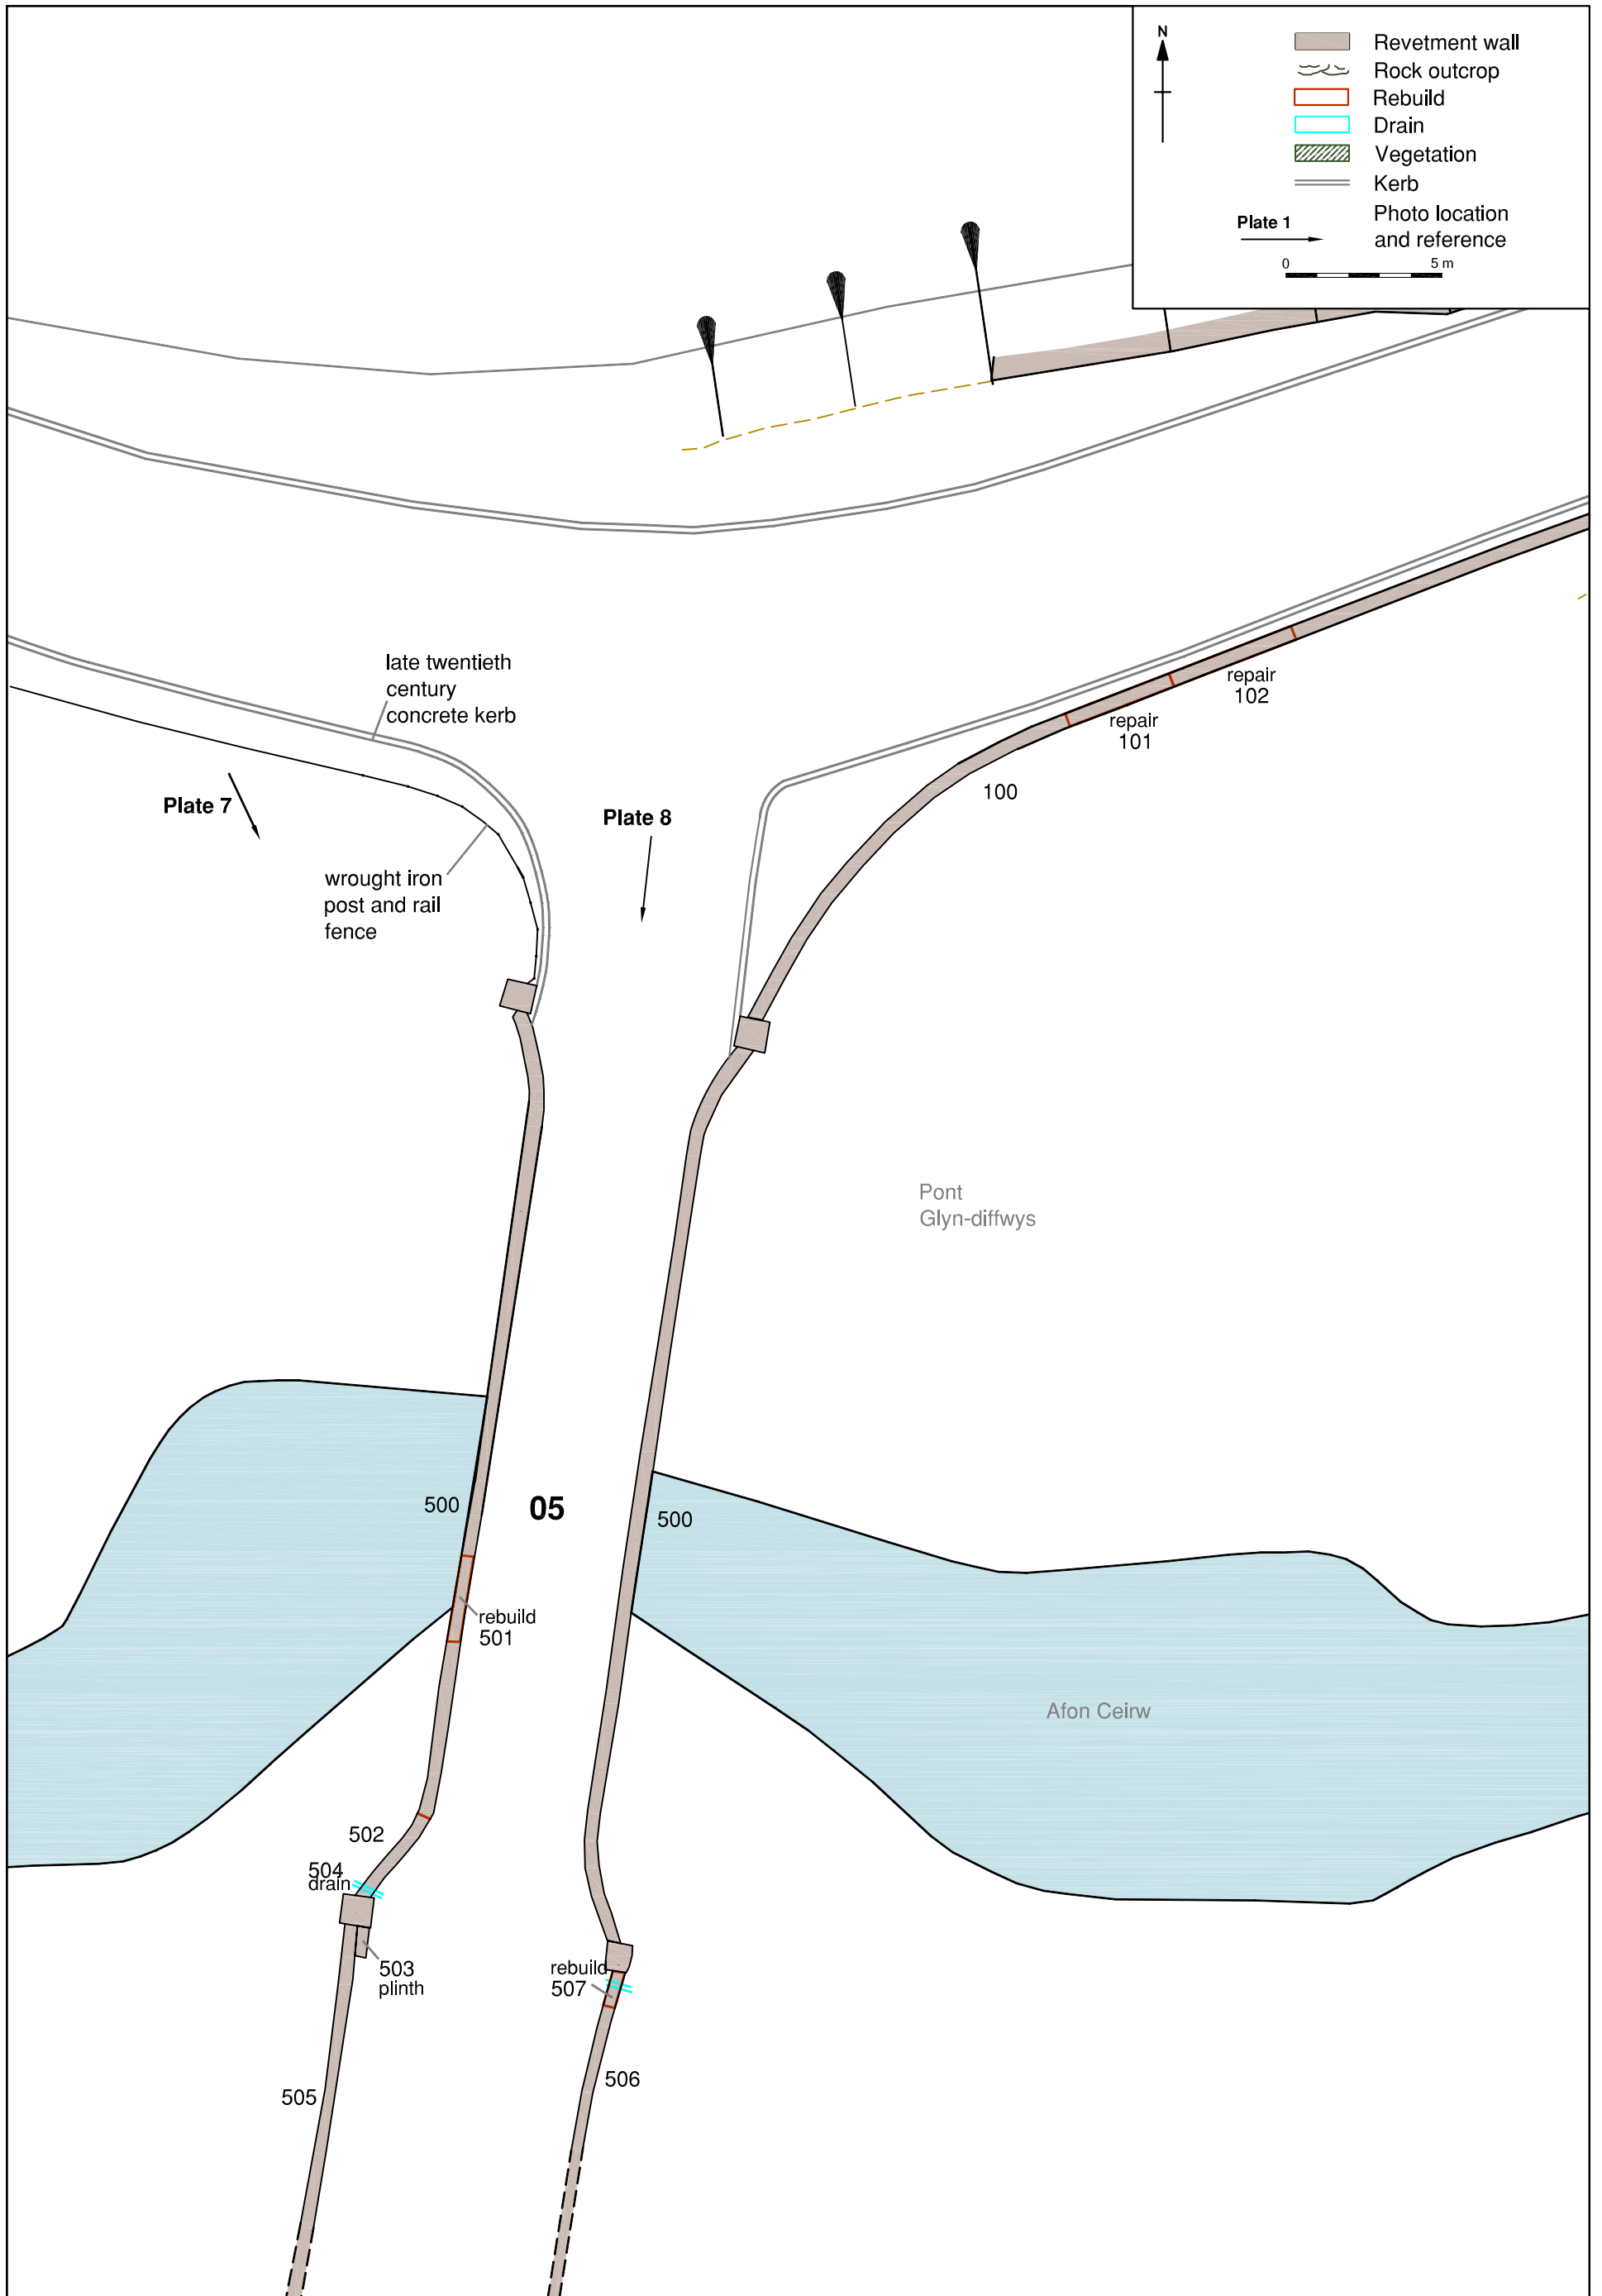 N
Revetment wall
Rock outcrop
Rebuild
Drain
Vegetation
Kerb
Plate 1
Photo location
and reference
0 5 m
late twentieth
century
concrete kerb
repair
102
repair
101
100
Plate 7
Plate 8
wrought iron
post and rail
fence
Pont
Glyn-diffwys
500
05
500
rebuild
501
Afon Ceirw
502
504
drain
503
plinth
rebuild
507
506
505